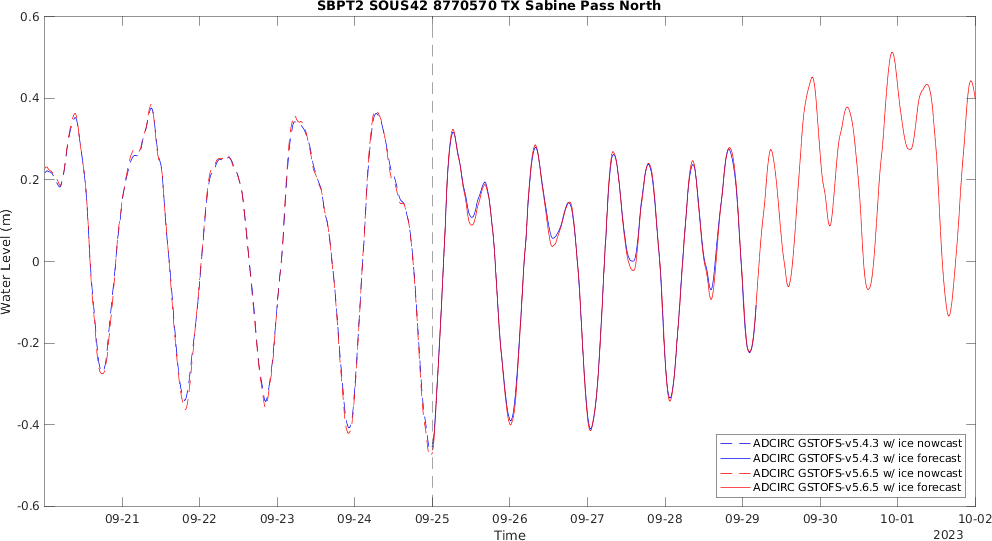 SBPT2 SOUS42 8770570 TX Sabine Pass North
0.6
0.4
0.2
0
-0.2
-0.4
-0.6
Water Level (m)
09-21 09-22 09-23 09-24 09-25 09-26 09-27 09-28 09-29 09-30 10-01 10-02
Time
2023
ADCIRC GSTOFS-v5.4.3 w/ ice nowcast
ADCIRC GSTOFS-v5.4.3 w/ ice forecast
ADCIRC GSTOFS-v5.6.5 w/ ice nowcast
ADCIRC GSTOFS-v5.6.5 w/ ice forecast